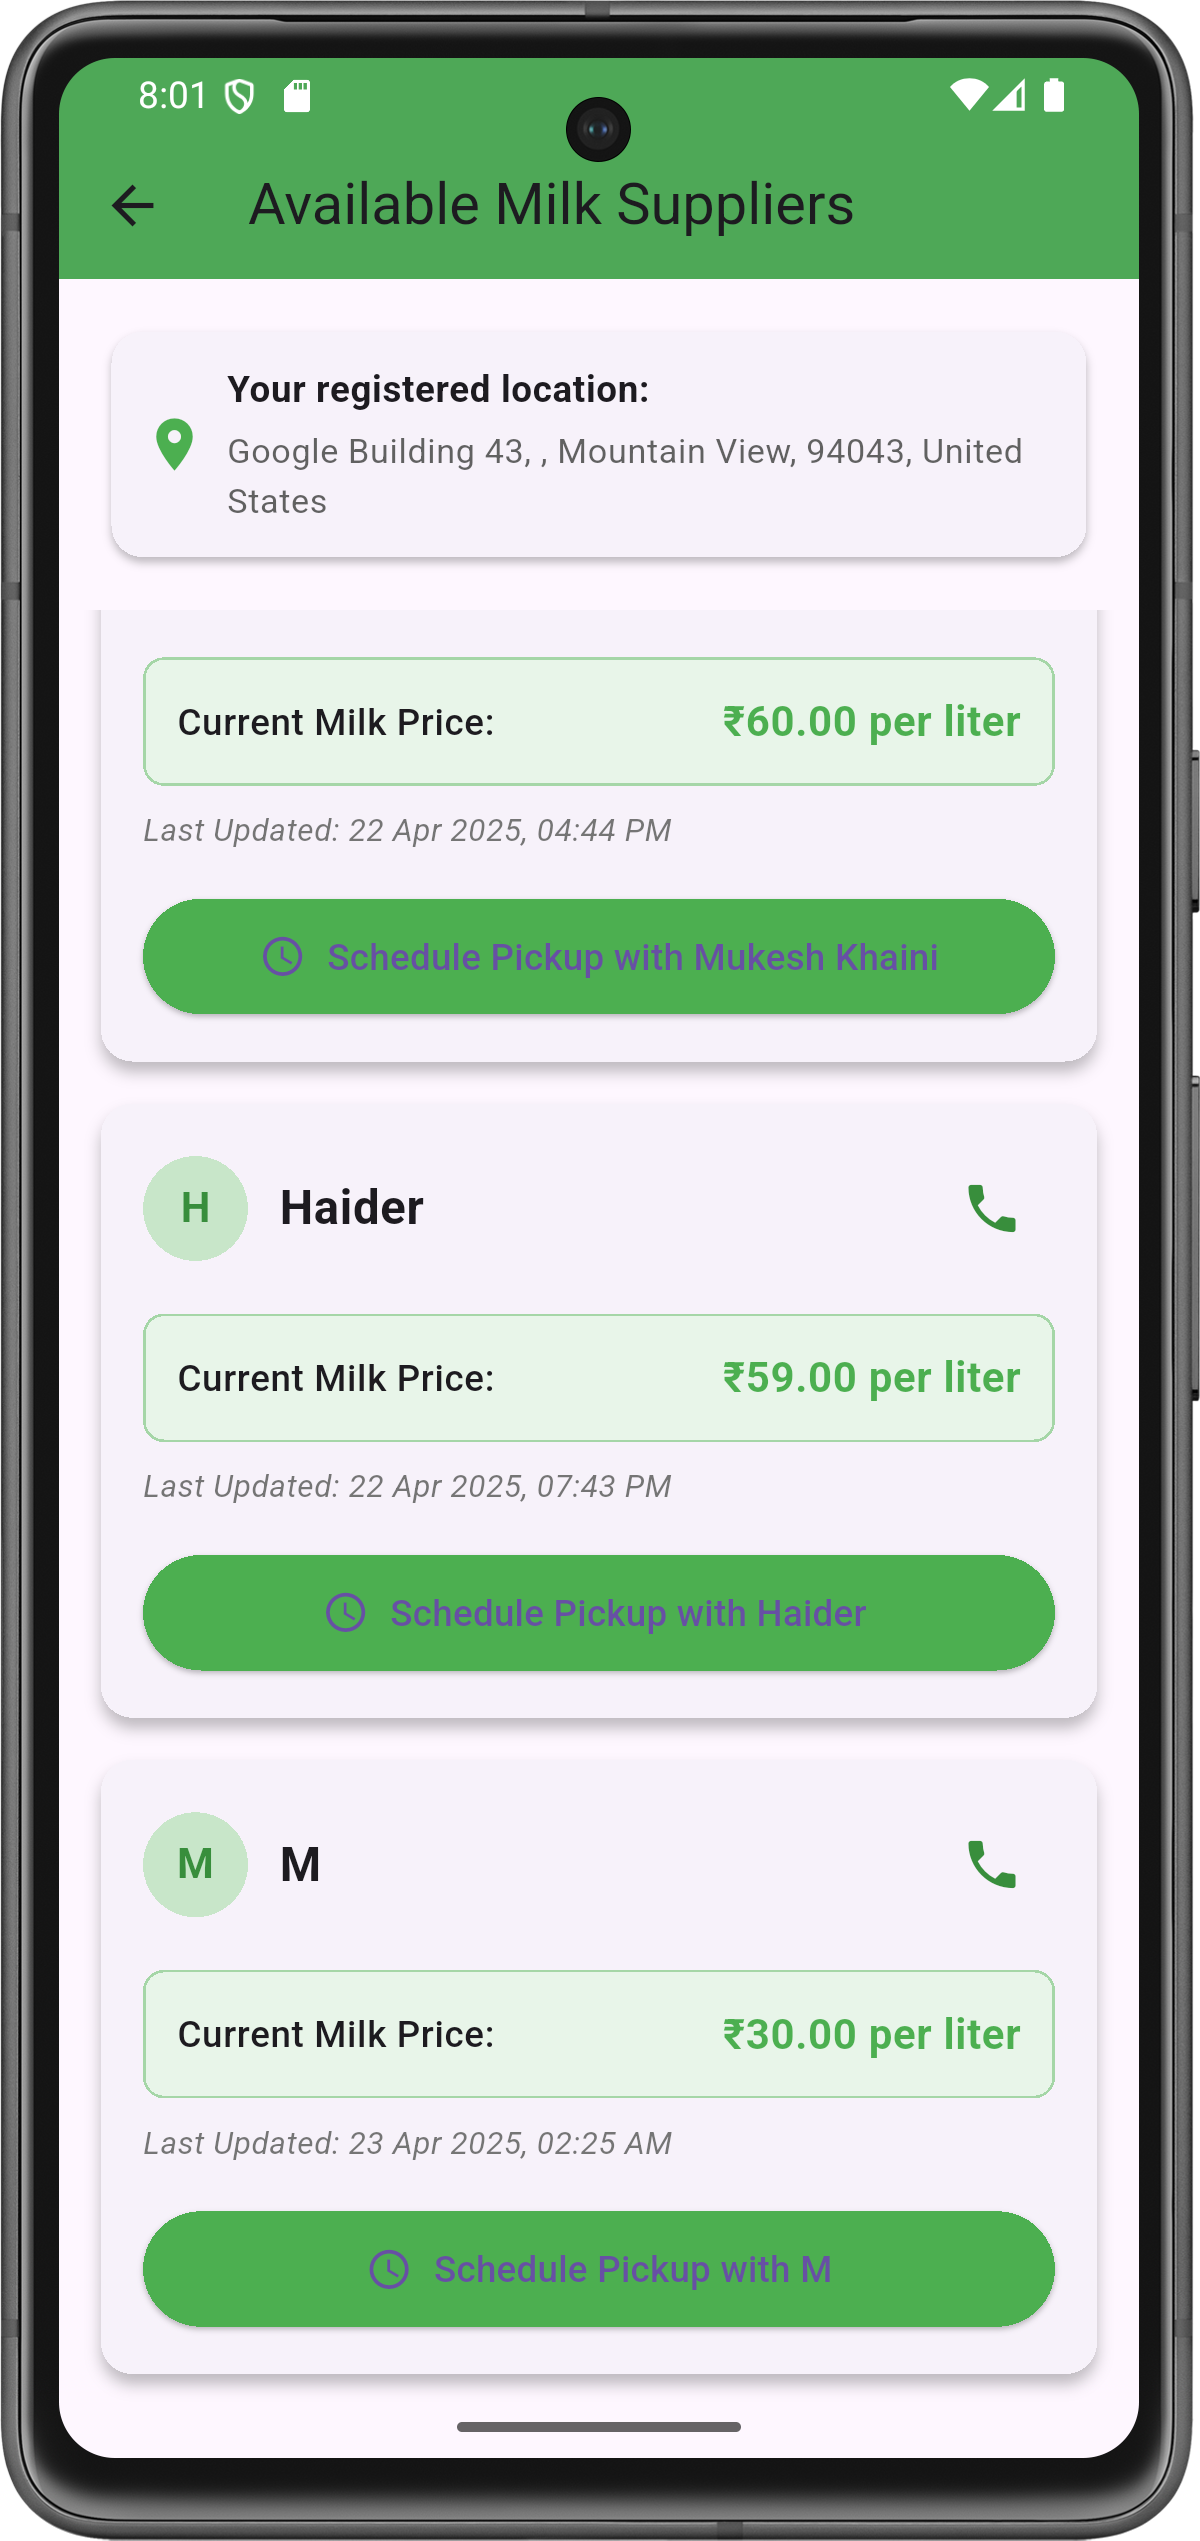 8:01
Available Milk Suppliers
Your registered location:
Google Building 43, , Mountain View, 94043, United
States
Current Milk Price: ₹60.00 per liter
Last Updated: 22 Apr 2025, 04:44 PM
Schedule Pickup with Mukesh Khaini
H Haider
Current Milk Price: ₹59.00 per liter
Last Updated: 22 Apr 2025, 07:43 PM
Schedule Pickup with Haider
M M
Current Milk Price: ₹30.00 per liter
Last Updated: 23 Apr 2025, 02:25 AM
Schedule Pickup with M